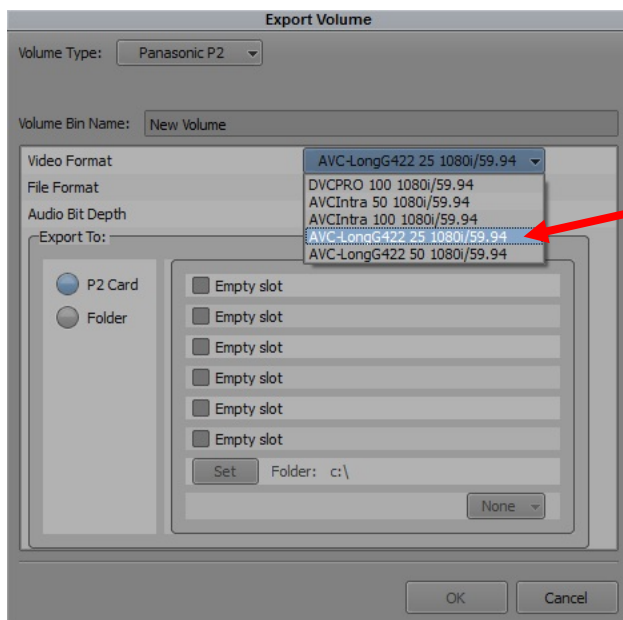 Export Volume
Volume Type: Panasonic P2
Volume Bin Name: New Volume
Video Format AVC-LongG422 25 1080i/59.94
File Format DVCPRO 100 1080i/59.94
AVCIntra 50 1080i/59.94
Audio Bit Depth AVCIntra 100 1080i/59.94
Export To: AVC-LongG422 25 1080i/59.94
AVC-LongG422 50 1080i/59.94
P2 Card Empty slot
Folder Empty slot
Empty slot
Empty slot
Empty slot
Empty slot
Set Folder: c:\
None
OK Cancel